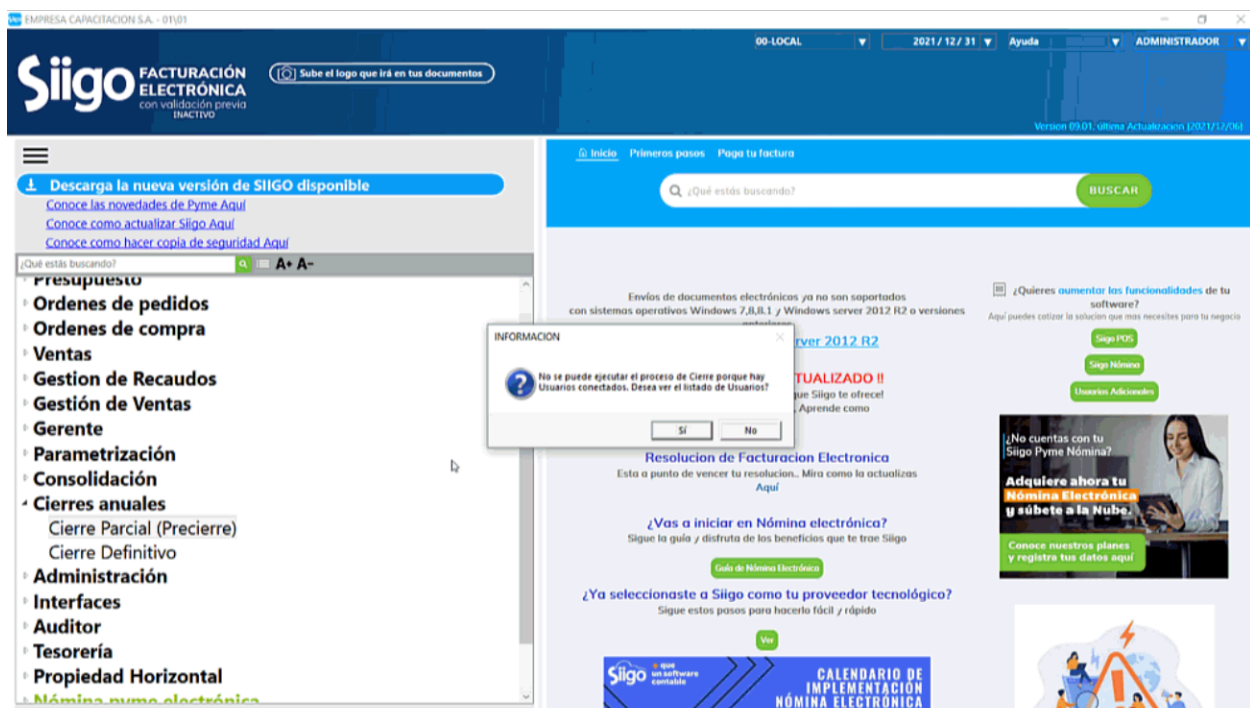 EMPRESA CAPACITACION S.A. - 01\01
00-LOCAL
2021/12/31
Ayuda
ADMINISTRADOR
Siigo
FACTURACIÓN
ELECTRÓNICA
con validación previa
INACTIVO
Sube el logo que irá en tus documentos
Version 09.01, última Actualización (2021/12/06)
Descarga la nueva versión de SIIGO disponible
Conoce las novedades de Pyme Aquí
Conoce como actualizar Siigo Aquí
Conoce como hacer copia de seguridad Aquí
¿Qué estás buscando?
A+ A-
Presupuesto
Ordenes de pedidos
Ordenes de compra
Ventas
Gestion de Recaudos
Gestión de Ventas
Gerente
Parametrización
Consolidación
Cierres anuales
Cierre Parcial (Precierre)
Cierre Definitivo
Administración
Interfaces
Auditor
Tesorería
Propiedad Horizontal
Nómina pyme electrónica
Inicio Primeros pasos Paga tu factura
¿Qué estás buscando?
BUSCAR
Envíos de documentos electrónicos ya no son soportados
con sistemas operativos Windows 7,8,8.1 y Windows server 2012 R2 o versiones
anteriores
rver 2012 R2
TUALIZADO !!
que Siigo te ofrece!
. Aprende como
INFORMACION
No se puede ejecutar el proceso de Cierre porque hay
Usuarios conectados. Desea ver el listado de Usuarios?
Sí
No
Resolucion de Facturacion Electronica
Esta a punto de vencer tu resolucion.. Mira como la actualizas
Aquí
¿Vas a iniciar en Nómina electrónica?
Sigue la guía y disfruta de los beneficios que te trae Siigo
Guía de Nómina Electrónica
¿Ya seleccionaste a Siigo como tu proveedor tecnológico?
Sigue estos pasos para hacerlo fácil y rápido
Ver
Siigo
que
un software
contable
CALENDARIO DE
IMPLEMENTACIÓN
NÓMINA ELECTRÓNICA
¿Quieres aumentar las funcionalidades de tu
software?
Aquí puedes cotizar la solucion que mas necesites para tu negocio
Siigo POS
Siigo Nómina
Usuarios Adicionales
¿No cuentas con tu
Siigo Pyme Nómina?
Adquiere ahora tu
Nómina Electrónica
y súbete a la Nube.
Conoce nuestros planes
y registra tus datos aquí